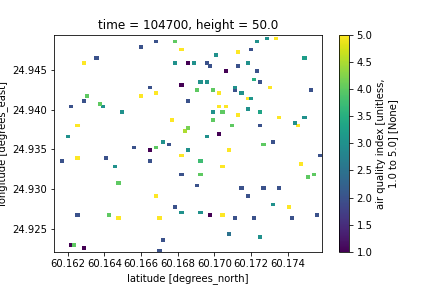 time = 104700, height = 50.0
24.945
24.940
24.935
24.930
24.925
longitude [degrees_east]
60.162 60.164 60.166 60.168 60.170 60.172 60.174
latitude [degrees_north]
5.0
4.5
4.0
3.5
3.0
2.5
2.0
1.5
1.0
air quality index [unitless,
1.0 to 5.0] [None]